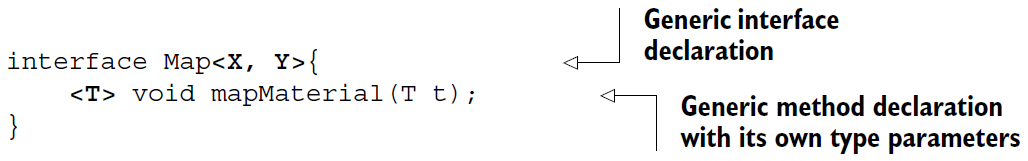 Generic interface
declaration
interface Map<X, Y>{
    <T> void mapMaterial(T t);
}
Generic method declaration
with its own type parameters